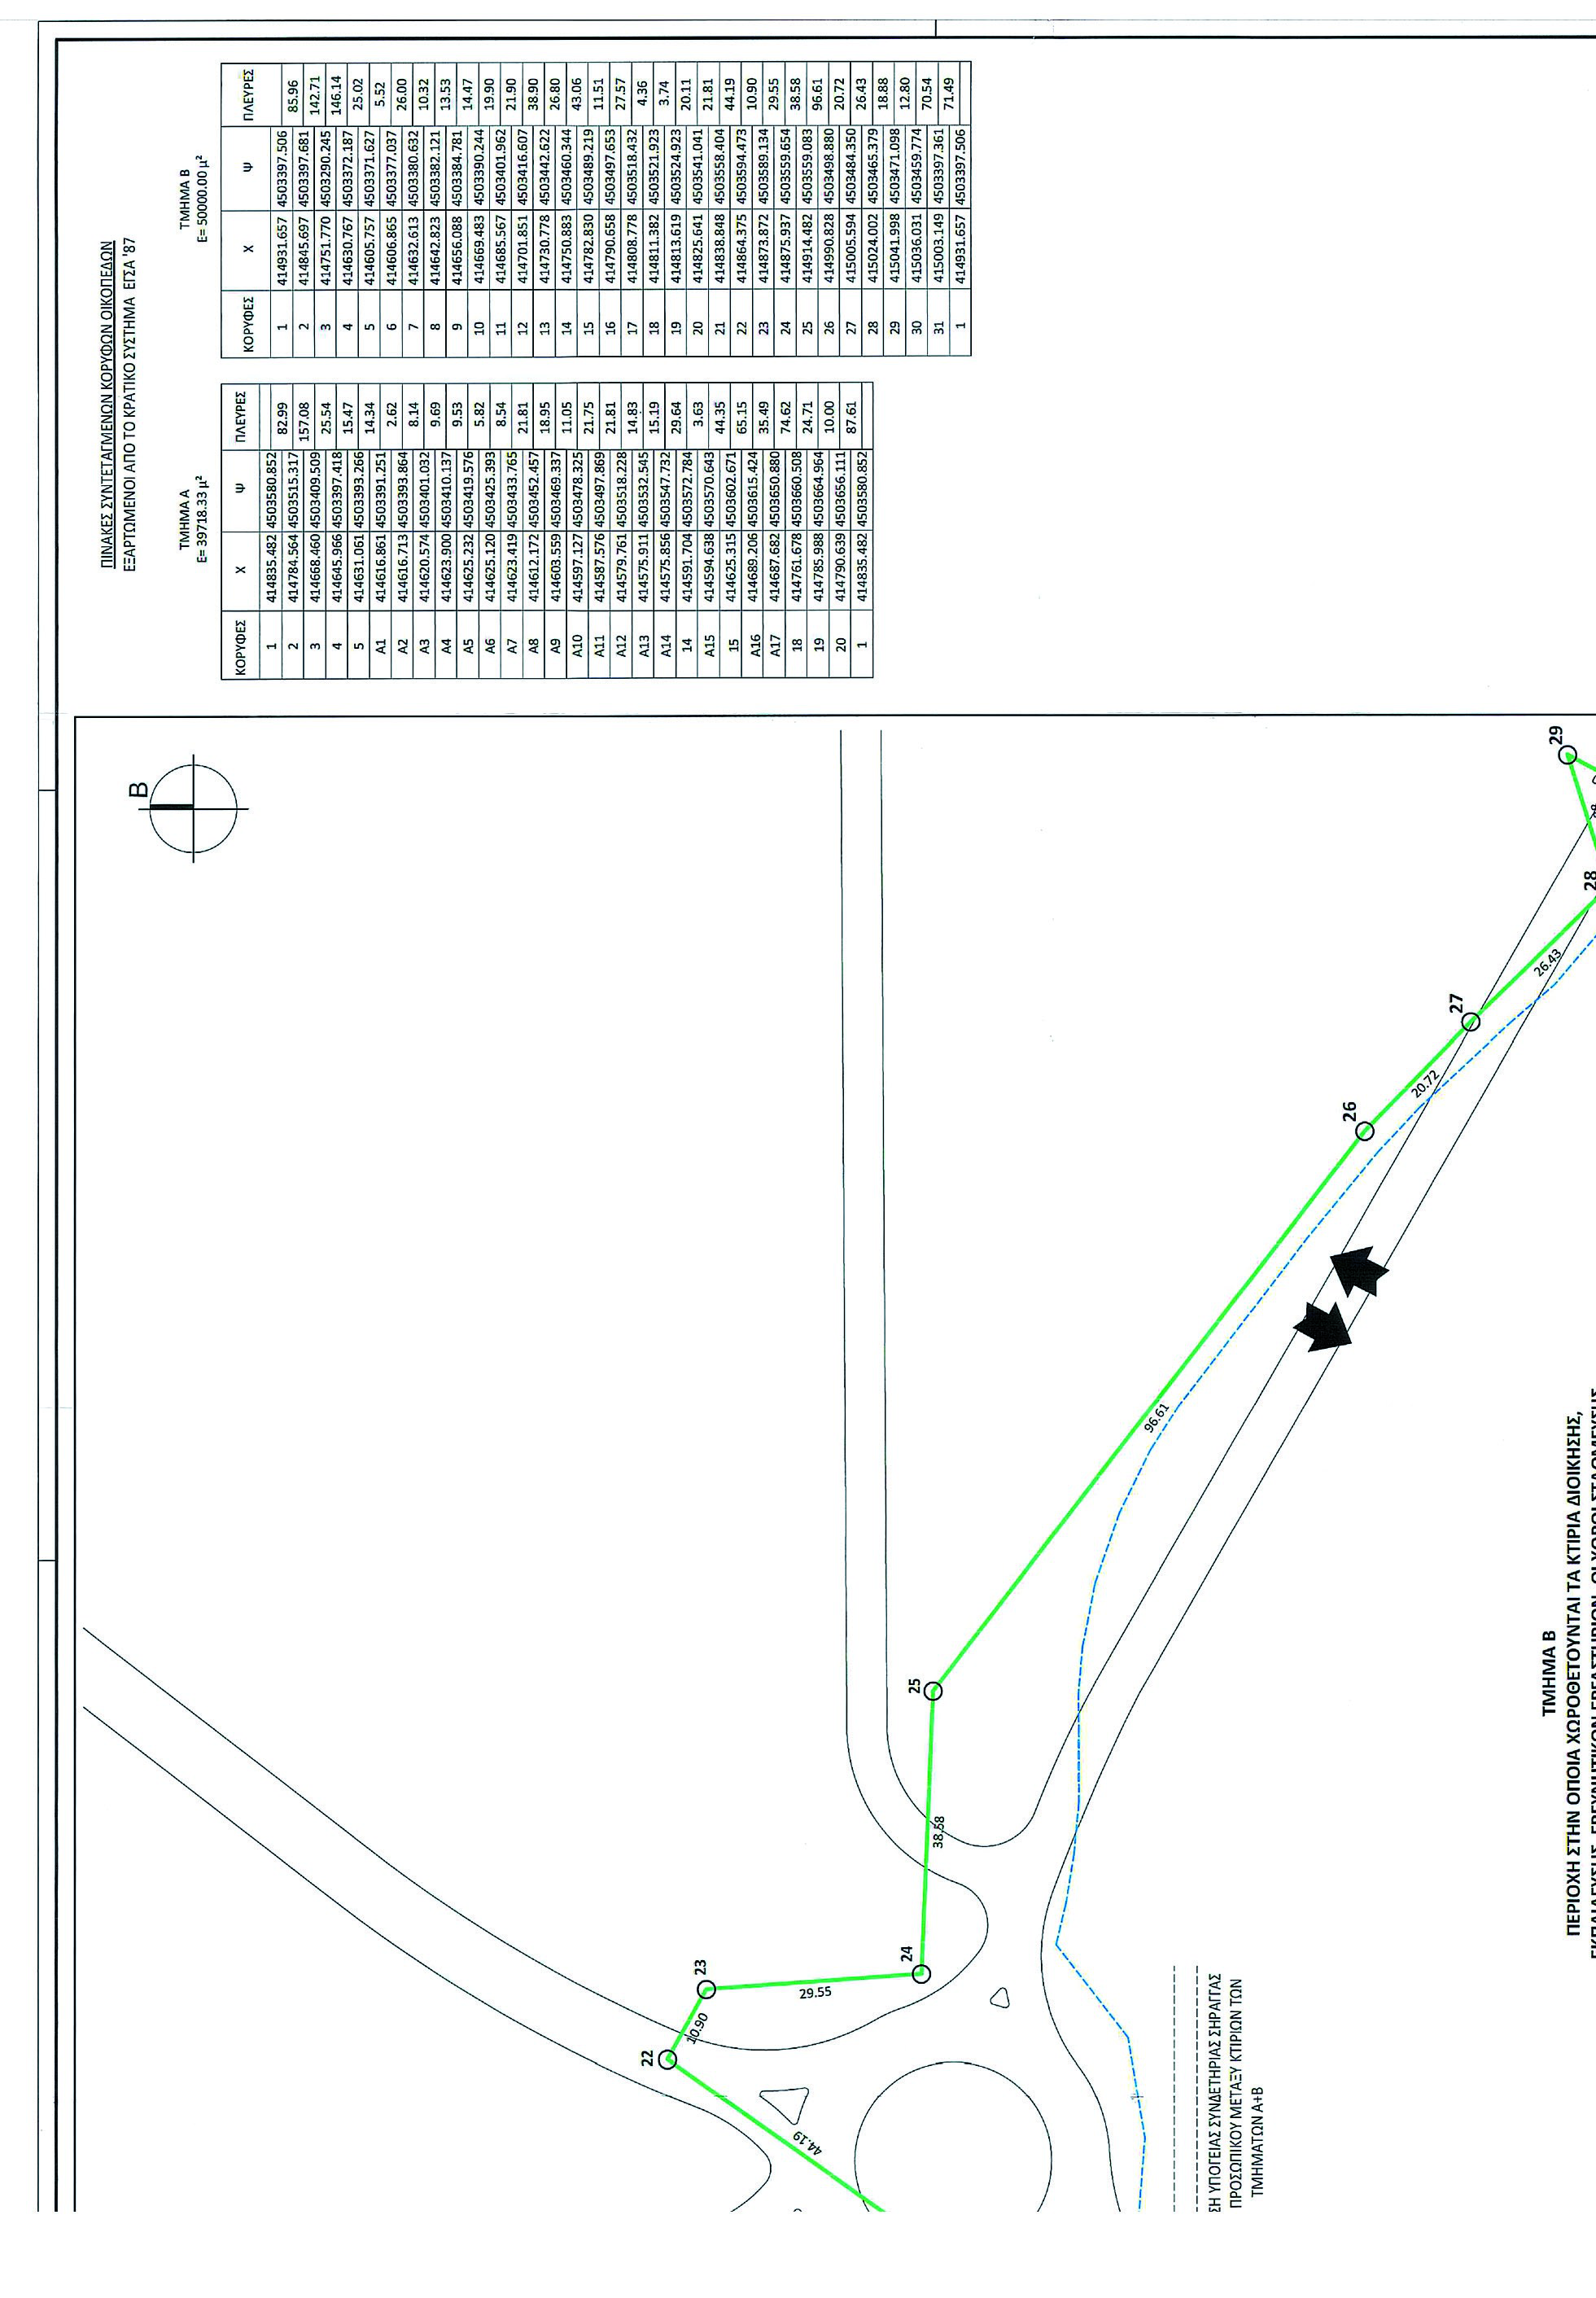 ΠΙΝΑΚΕΣ ΣΥΝΤΕΤΑΓΜΕΝΩΝ ΚΟΡΥΦΩΝ ΟΙΚΟΠΕΔΩΝ
ΕΞΑΡΤΩΜΕΝΟΙ ΑΠΟ ΤΟ ΚΡΑΤΙΚΟ ΣΥΣΤΗΜΑ ΕΓΣΑ '87
ΤΜΗΜΑ Α
Ε= 39718.33 μ²
ΚΟΡΥΦΕΣ Χ Ψ ΠΛΕΥΡΕΣ
1 414835.482 4503580.852
82.99
2 414784.564 4503515.317
157.08
3 414668.460 4503409.509
25.54
4 414645.966 4503397.418
15.47
5 414631.061 4503393.266
14.34
Α1 414616.861 4503391.251
2.62
Α2 414616.713 4503393.864
8.14
Α3 414620.574 4503401.032
9.69
Α4 414623.900 4503410.137
9.53
Α5 414625.232 4503419.576
5.82
Α6 414625.120 4503425.393
8.54
Α7 414623.419 4503433.765
21.81
Α8 414612.172 4503452.457
18.95
Α9 414603.559 4503469.337
11.05
Α10 414597.127 4503478.325
21.75
Α11 414587.576 4503497.869
21.81
Α12 414579.761 4503518.228
14.83
Α13 414575.911 4503532.545
15.19
Α14 414575.856 4503547.732
29.64
14 414591.704 4503572.784
3.63
Α15 414594.638 4503570.643
44.35
15 414625.315 4503602.671
65.15
Α16 414689.206 4503615.424
35.49
Α17 414687.682 4503650.880
74.62
18 414761.678 4503660.508
24.71
19 414785.988 4503664.964
10.00
20 414790.639 4503656.111
87.61
1 414835.482 4503580.852
ΤΜΗΜΑ Β
Ε= 50000.00 μ²
ΚΟΡΥΦΕΣ Χ Ψ ΠΛΕΥΡΕΣ
1 414931.657 4503397.506
85.96
2 414845.697 4503397.681
142.71
3 414751.770 4503290.245
146.14
4 414630.767 4503372.187
25.02
5 414605.757 4503371.627
5.52
6 414606.865 4503377.037
26.00
7 414632.613 4503380.632
10.32
8 414642.823 4503382.121
13.53
9 414656.088 4503384.781
14.47
10 414669.483 4503390.244
19.90
11 414685.567 4503401.962
21.90
12 414701.851 4503416.607
38.90
13 414730.778 4503442.622
26.80
14 414750.883 4503460.344
43.06
15 414782.830 4503489.219
11.51
16 414790.658 4503497.653
27.57
17 414808.778 4503518.432
4.36
18 414811.382 4503521.923
3.74
19 414813.619 4503524.923
20.11
20 414825.641 4503541.041
21.81
21 414838.848 4503558.404
44.19
22 414864.375 4503594.473
10.90
23 414873.872 4503589.134
29.55
24 414875.937 4503559.654
38.58
25 414914.482 4503559.083
96.61
26 414990.828 4503498.880
20.72
27 415005.594 4503484.350
26.43
28 415024.002 4503465.379
18.88
29 415041.998 4503471.098
12.80
30 415036.031 4503459.774
70.54
31 415003.149 4503397.361
71.49
1 414931.657 4503397.506
Β
22
23
24
25
26
27
28
29
44.19
10.90
29.55
38.58
96.61
20.72
26.43
ΤΜΗΜΑ Β
ΠΕΡΙΟΧΗ ΣΤΗΝ ΟΠΟΙΑ ΧΩΡΟΘΕΤΟΥΝΤΑΙ ΤΑ ΚΤΙΡΙΑ ΔΙΟΙΚΗΣΗΣ,
ΣΗ ΥΠΟΓΕΙΑΣ ΣΥΝΔΕΤΗΡΙΑΣ ΣΗΡΑΓΓΑΣ
ΠΡΟΣΩΠΙΚΟΥ ΜΕΤΑΞΥ ΚΤΙΡΙΩΝ ΤΩΝ
ΤΜΗΜΑΤΩΝ Α+Β